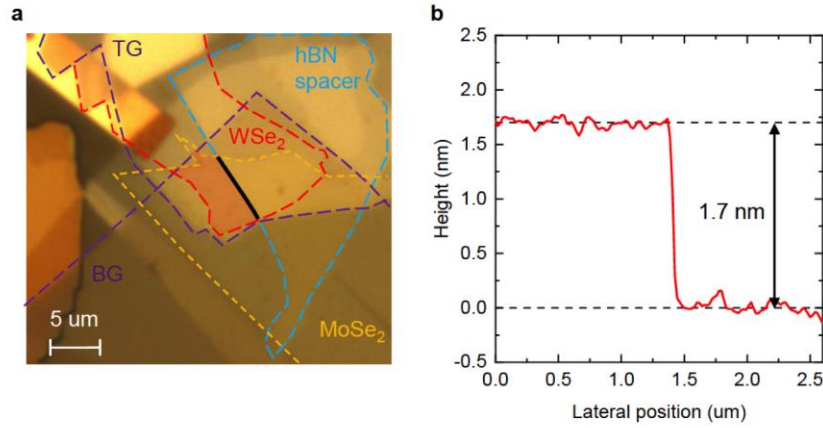 a
TG
hBN
spacer
WSe₂
BG
MoSe₂
5 um
b
Height (nm)
2.5
2.0
1.5
1.0
0.5
0.0
-0.5
1.7 nm
0.0 0.5 1.0 1.5 2.0 2.5
Lateral position (um)